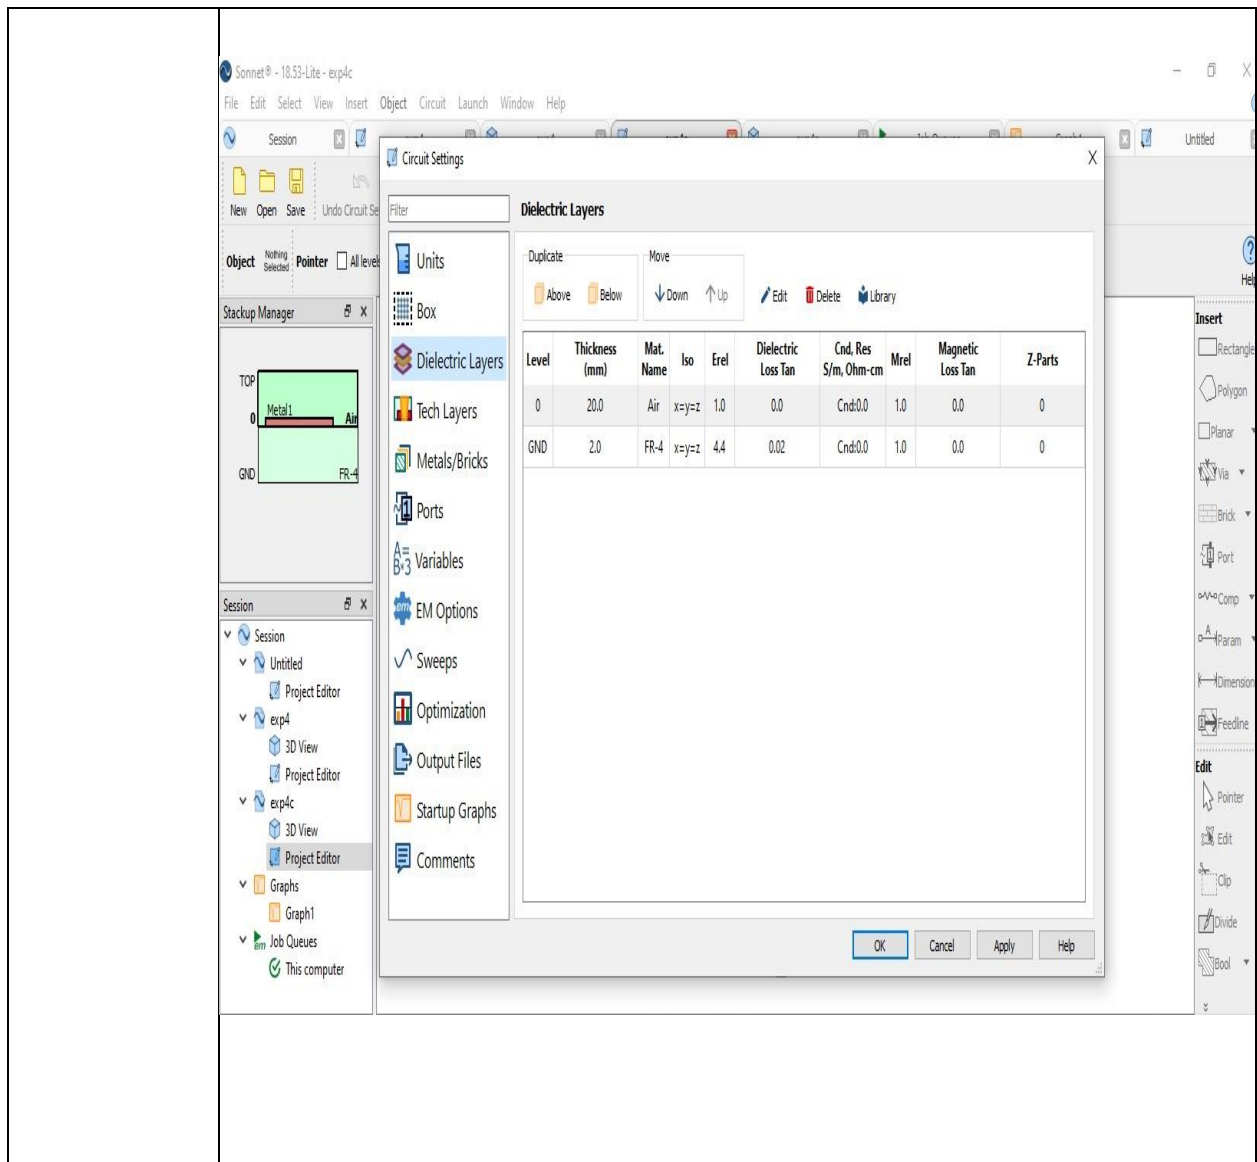 Sonnet® - 18.53-Lite - exp4c
File Edit Select View Insert Object Circuit Launch Window Help
Session
Untitled
New Open Save Undo Circuit Se
Object Nothing Selected Pointer All levels
Help
Stackup Manager
TOP
Metal1
0 Air
GND FR-4
Session
Session
Untitled
Project Editor
exp4
3D View
Project Editor
exp4c
3D View
Project Editor
Graphs
Graph1
em Job Queues
This computer
Circuit Settings
Filter
Units
Box
Dielectric Layers
Tech Layers
Metals/Bricks
Ports
Variables
EM Options
Sweeps
Optimization
Output Files
Startup Graphs
Comments
Dielectric Layers
Duplicate Move
Above Below Down Up Edit Delete Library
Level Thickness (mm) Mat. Name Iso Erel Dielectric Loss Tan Cnd, Res S/m, Ohm-cm Mrel Magnetic Loss Tan Z-Parts
0 20.0 Air x=y=z 1.0 0.0 Cnd:0.0 1.0 0.0 0
GND 2.0 FR-4 x=y=z 4.4 0.02 Cnd:0.0 1.0 0.0 0
OK Cancel Apply Help
Insert
Rectangle
Polygon
Planar
Via
Brick
Port
Comp
Param
Dimension
Feedline
Edit
Pointer
Edit
Clip
Divide
Bool